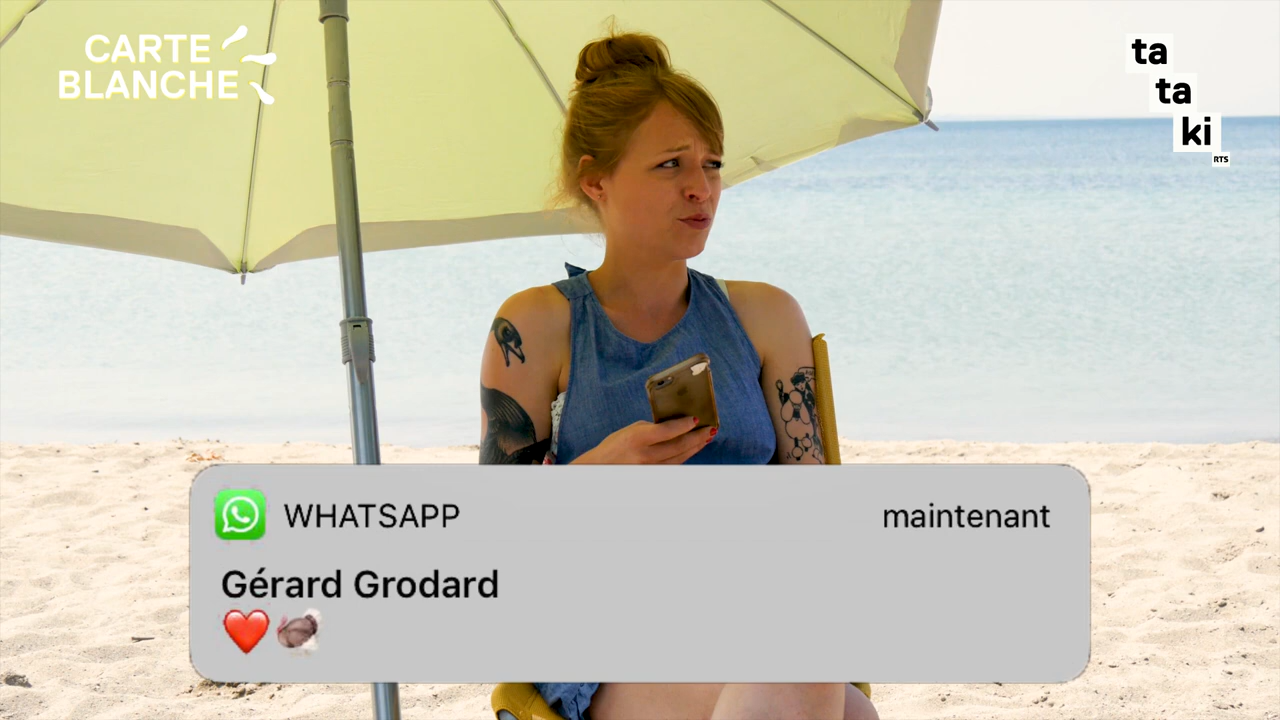 CARTE
BLANCHE
ta
ta
ki
RTS
WHATSAPP
maintenant
Gérard Grodard